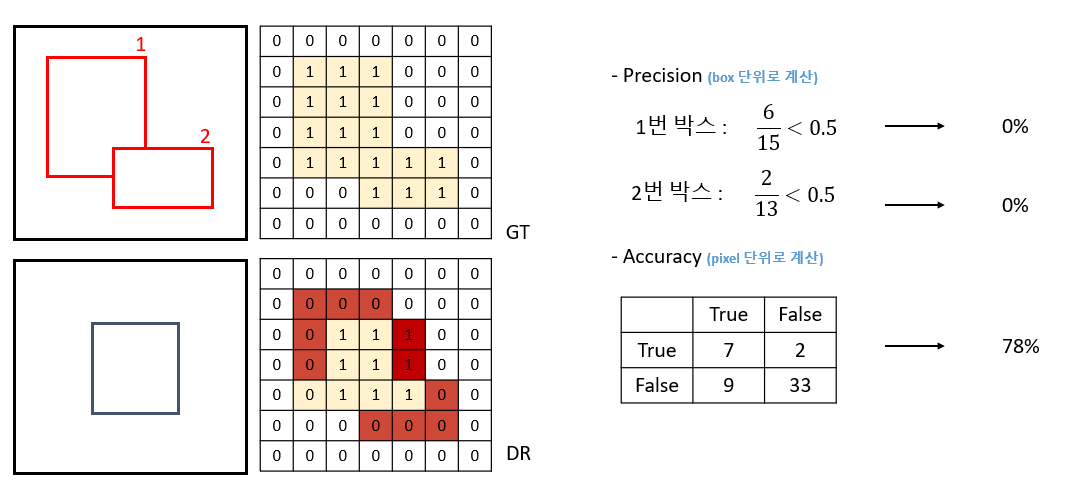 1
2
0 0 0 0 0 0 0
0 1 1 1 0 0 0
0 1 1 1 0 0 0
0 1 1 1 0 0 0
0 1 1 1 1 1 0
0 0 0 1 1 1 0
0 0 0 0 0 0 0
GT
0 0 0 0 0 0 0
0 0 0 0 0 0 0
0 0 1 1 1 0 0
0 0 1 1 1 0 0
0 0 1 1 1 0 0
0 0 0 0 0 0 0
0 0 0 0 0 0 0
DR
- Precision (box 단위로 계산)
1번 박스 : 6/15 < 0.5 → 0%
2번 박스 : 2/13 < 0.5 → 0%
- Accuracy (pixel 단위로 계산)
True False
True 7 2
False 9 33
→ 78%